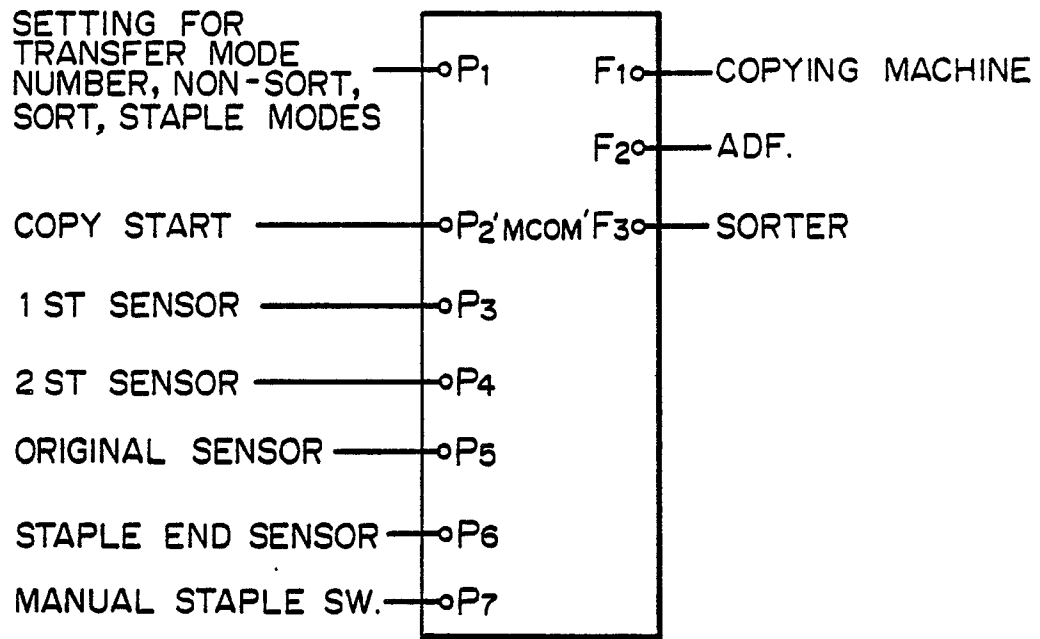 SETTING FOR
TRANSFER MODE
NUMBER, NON-SORT,
SORT, STAPLE MODES
P1
F1
COPYING MACHINE
F2
ADF.
COPY START
P2
'MCOM'
F3
SORTER
1 ST SENSOR
P3
2 ST SENSOR
P4
ORIGINAL SENSOR
P5
STAPLE END SENSOR
P6
MANUAL STAPLE SW.
P7